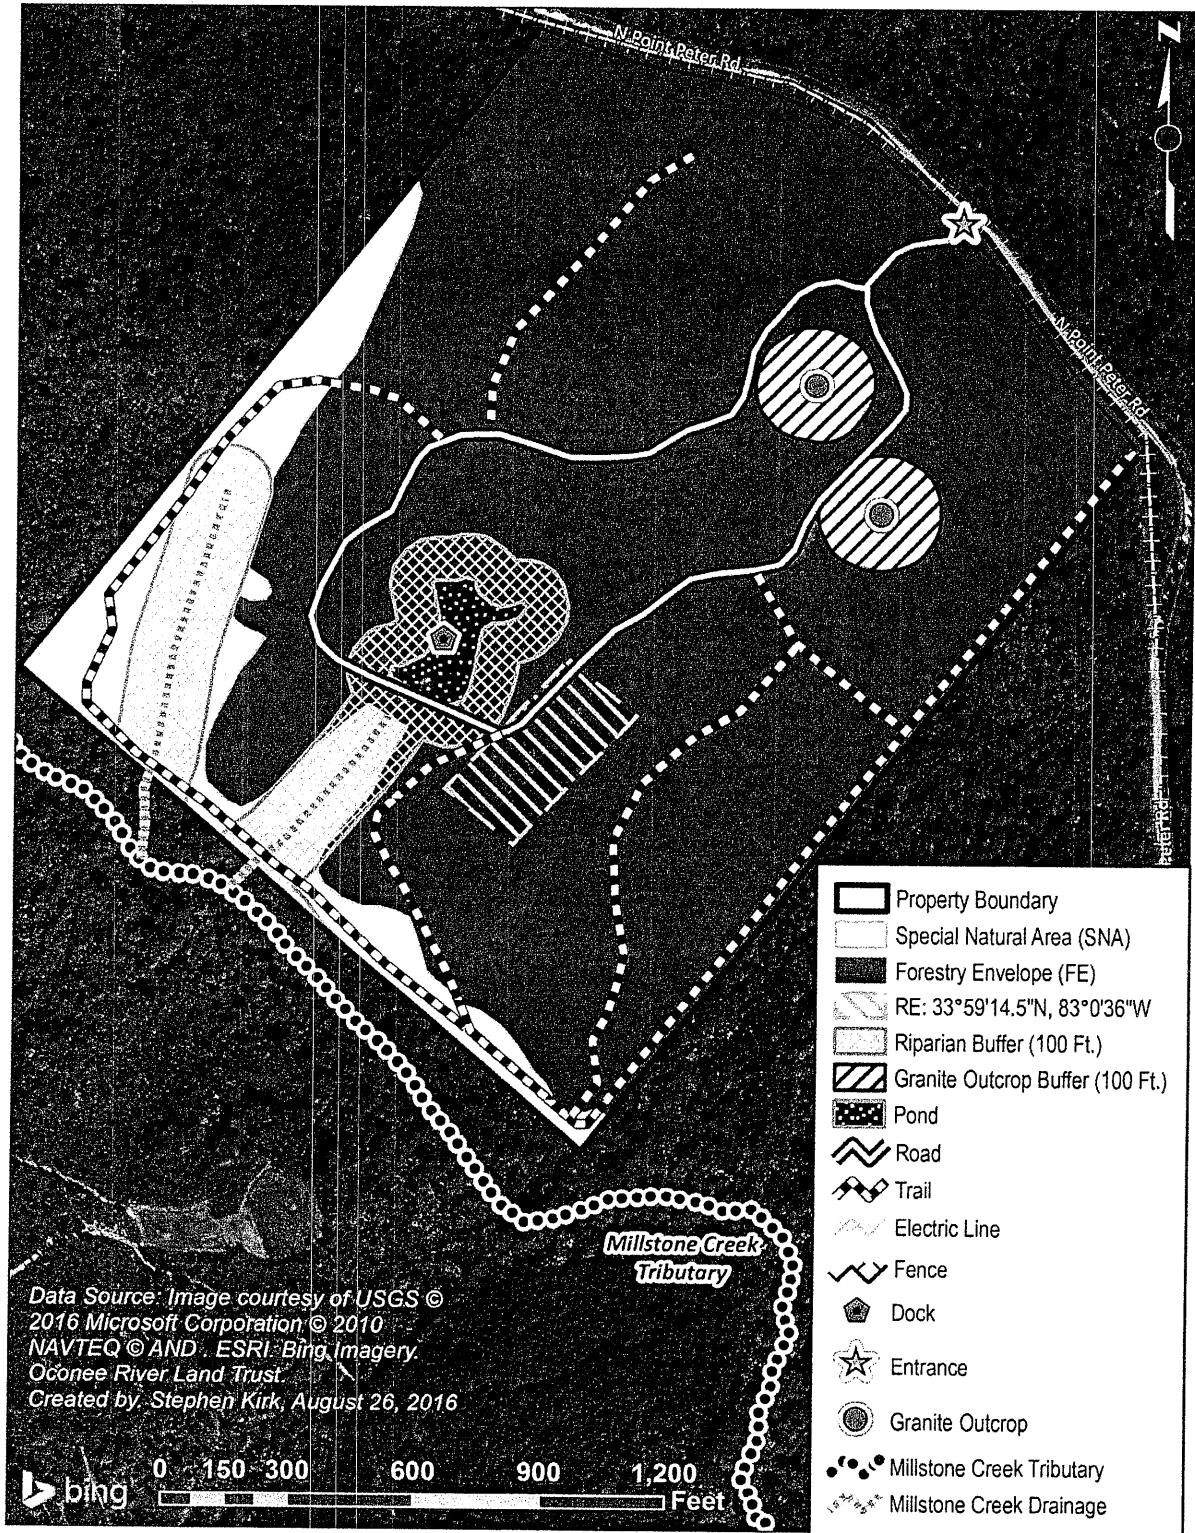 N Point Peter Rd
N
N Point Peter Rd
Peter Rd
Property Boundary
Special Natural Area (SNA)
Forestry Envelope (FE)
RE: 33°59'14.5"N, 83°0'36"W
Riparian Buffer (100 Ft.)
Granite Outcrop Buffer (100 Ft.)
Pond
Road
Trail
Electric Line
Fence
Dock
Entrance
Granite Outcrop
Millstone Creek Tributary
Millstone Creek Drainage
Millstone Creek
Tributary
Data Source: Image courtesy of USGS ©
2016 Microsoft Corporation © 2010
NAVTEQ © AND . ESRI Bing Imagery.
Oconee River Land Trust.
Created by. Stephen Kirk, August 26, 2016
0 150 300 600 900 1,200
Feet
bing